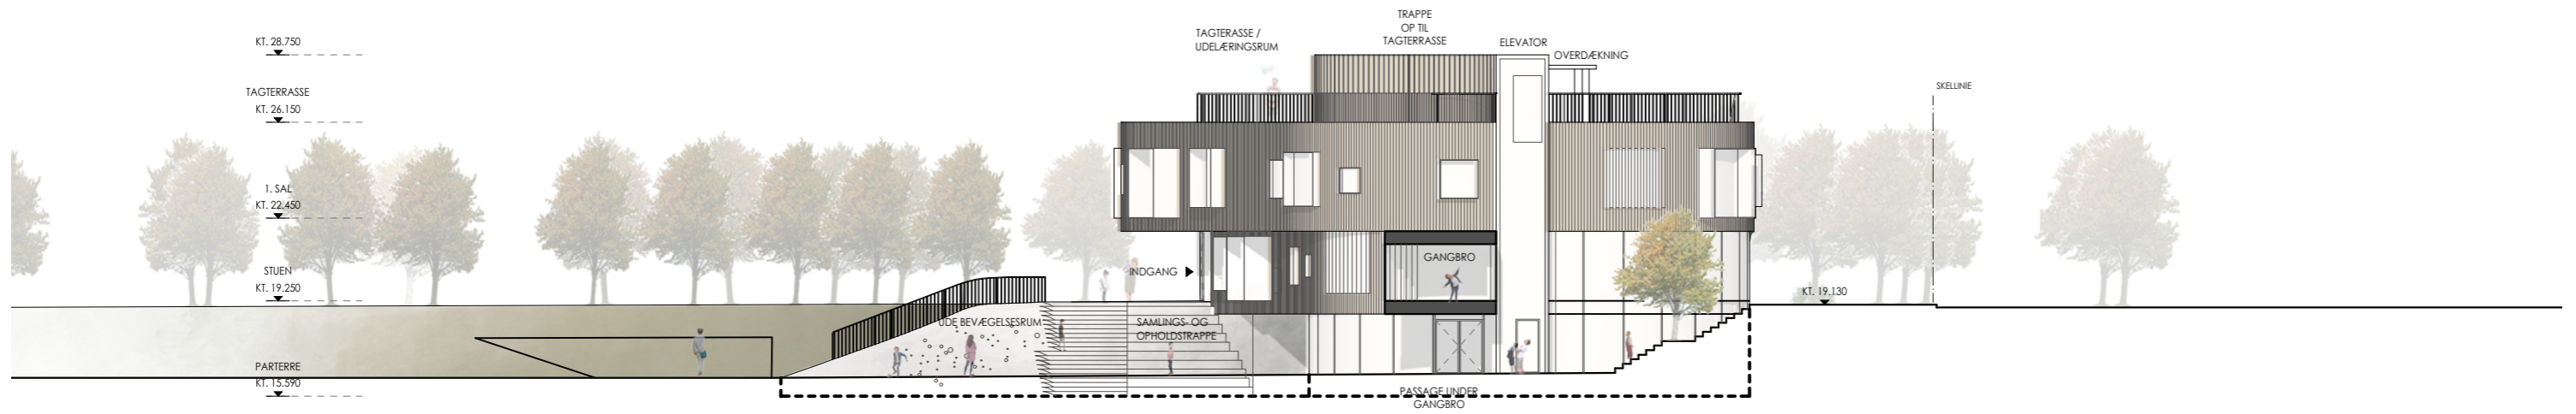 KT. 28.750
TAGTERRASSE
KT. 26.150
1. SAL
KT. 22.450
STUEN
KT. 19.250
PARTERRE
KT. 15.590
TAGTERASSE /
UDELÆRINGSRUM
TRAPPE
OP TIL
TAGTERRASSE
ELEVATOR
OVERDÆKNING
SKELLINIE
INDGANG
GANGBRO
KT. 19.130
UDE BEVÆGELSESRUM
SAMLINGS- OG
OPHOLDSTRAPPE
PASSAGE UNDER
GANGBRO